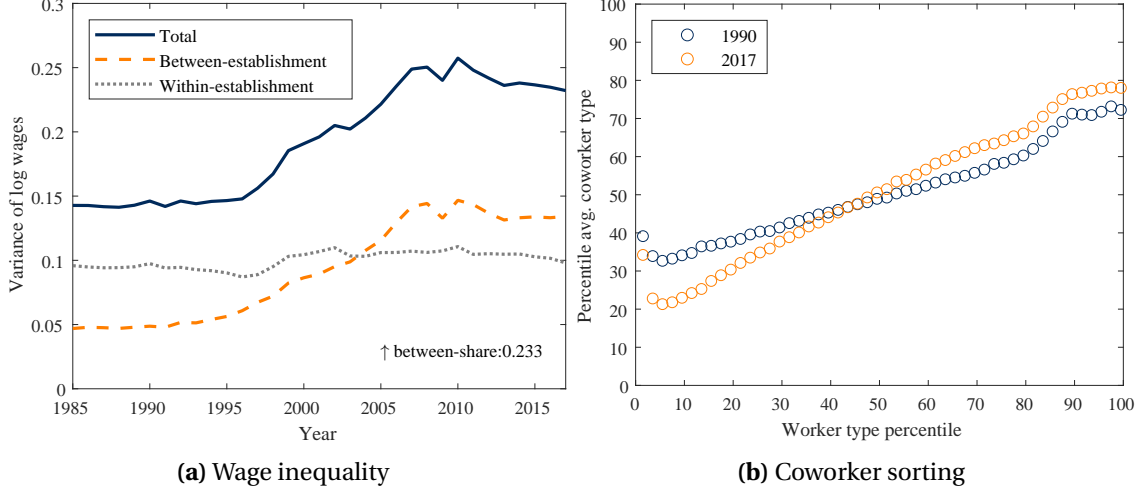 0.3
0.25
0.2
0.15
0.1
0.05
0
Variance of log wages
Total
Between-establishment
Within-establishment
↑ between-share:0.233
1985 1990 1995 2000 2005 2010 2015
Year
(a) Wage inequality
100
90
80
70
60
50
40
30
20
10
0
Percentile avg. coworker type
1990
2017
0 10 20 30 40 50 60 70 80 90 100
Worker type percentile
(b) Coworker sorting